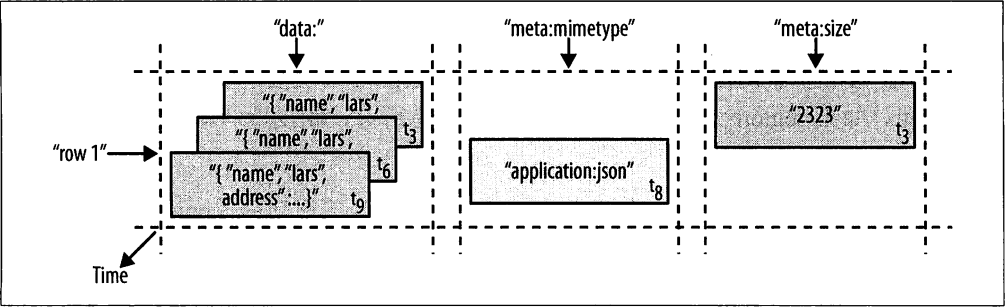 “data:”
“meta:mimetype”
“meta:size”
“{ “name”, “lars”,
t3
“{ “name”, “lars”,
t6
“{ “name”, “lars”,
address” :...}”
t9
“row 1”
“application:json”
t8
“2323”
t3
Time